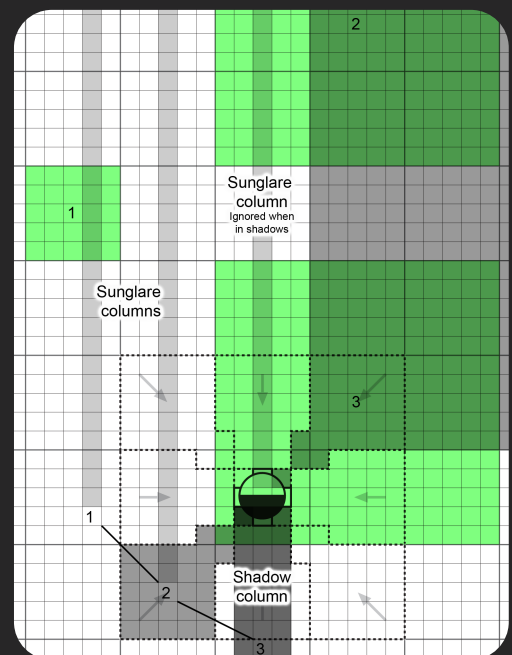 2
1
Sunglare
column
Ignored when
in shadows
Sunglare
columns
3
1
2
Shadow
column
3